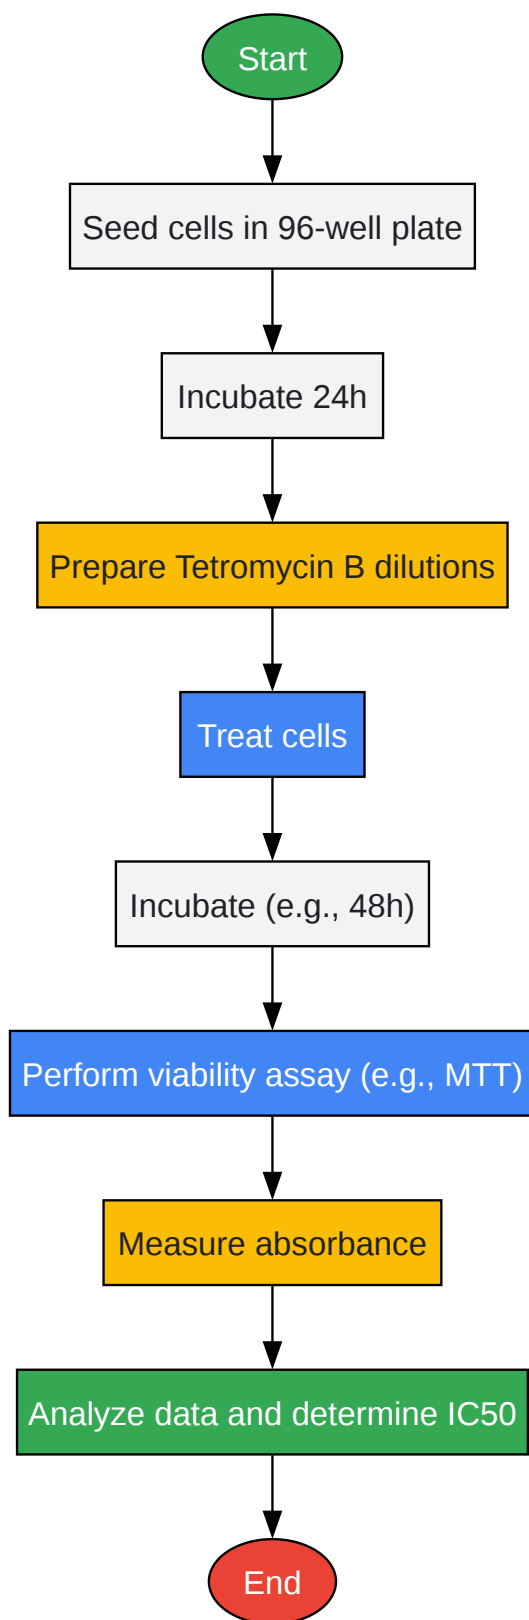 Start
Seed cells in 96-well plate
Incubate 24h
Prepare Tetromycin B dilutions
Treat cells
Incubate (e.g., 48h)
Perform viability assay (e.g., MTT)
Measure absorbance
Analyze data and determine IC50
End